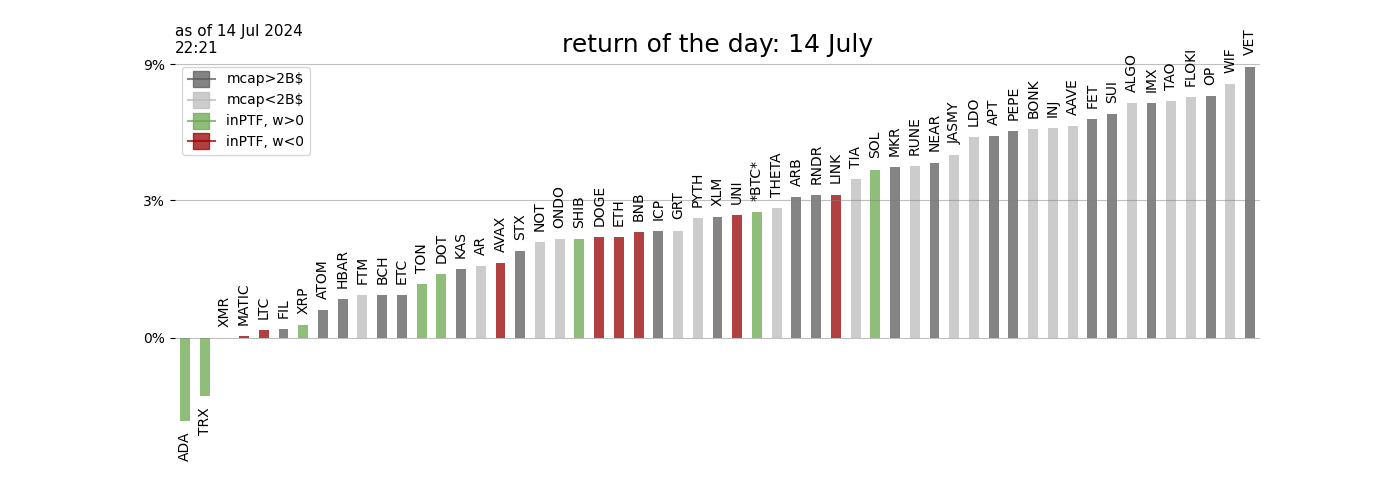 as of 14 Jul 2024
22:21
return of the day: 14 July
9%
mcap>2B$
mcap<2B$
inPTF, w>0
inPTF, w<0
3%
0%
ADA
TRX
XMR
MATIC
LTC
FIL
XRP
ATOM
HBAR
FTM
BCH
ETC
TON
DOT
KAS
AR
AVAX
STX
NOT
ONDO
SHIB
DOGE
ETH
BNB
ICP
GRT
PYTH
XLM
UNI
*BTC*
THETA
ARB
RNDR
LINK
TIA
SOL
MKR
RUNE
NEAR
JASMY
LDO
APT
PEPE
BONK
INJ
AAVE
FET
SUI
ALGO
IMX
TAO
FLOKI
OP
WIF
VET